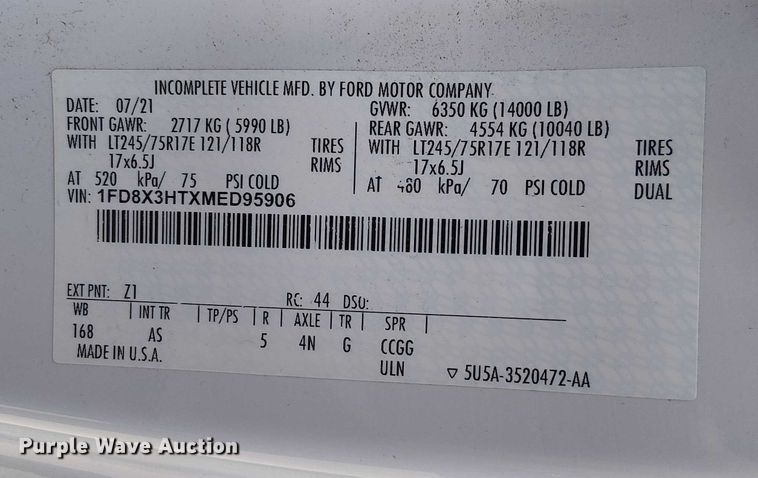 INCOMPLETE VEHICLE MFD. BY FORD MOTOR COMPANY
DATE: 07/21 GVWR: 6350 KG (14000 LB)
FRONT GAWR: 2717 KG ( 5990 LB) REAR GAWR: 4554 KG (10040 LB)
WITH LT245/75R17E 121/118R TIRES WITH LT245/75R17E 121/118R TIRES
17x6.5J RIMS 17x6.5J RIMS
AT 520 kPa/ 75 PSI COLD AT 480 kPa/ 70 PSI COLD DUAL
VIN: 1FD8X3HTXMED95906
EXT PNT: Z1 RC: 44 DSO:
WB | INT TR | TP/PS | R | AXLE | TR | SPR |
168 AS 5 4N G CCGG
MADE IN U.S.A. ULN ▽ 5U5A-3520472-AA
Purple Wave Auction